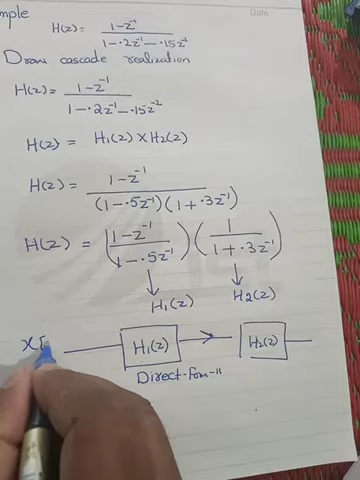 mple Date
H(z) = 1-z⁻¹ / 1-.2z⁻¹-.15z⁻²
Draw cascade realization
H(z) = 1-z⁻¹ / 1-.2z⁻¹-.15z⁻²
H(z) = H₁(z) × H₂(z)
H(z) = 1-z⁻¹ / (1-.5z⁻¹)(1+.3z⁻¹)
H(z) = (1-z⁻¹ / 1-.5z⁻¹)(1 / 1+.3z⁻¹)
H₁(z) H₂(z)
x[ H₁(z) H₂(z)
Direct-Fom-II